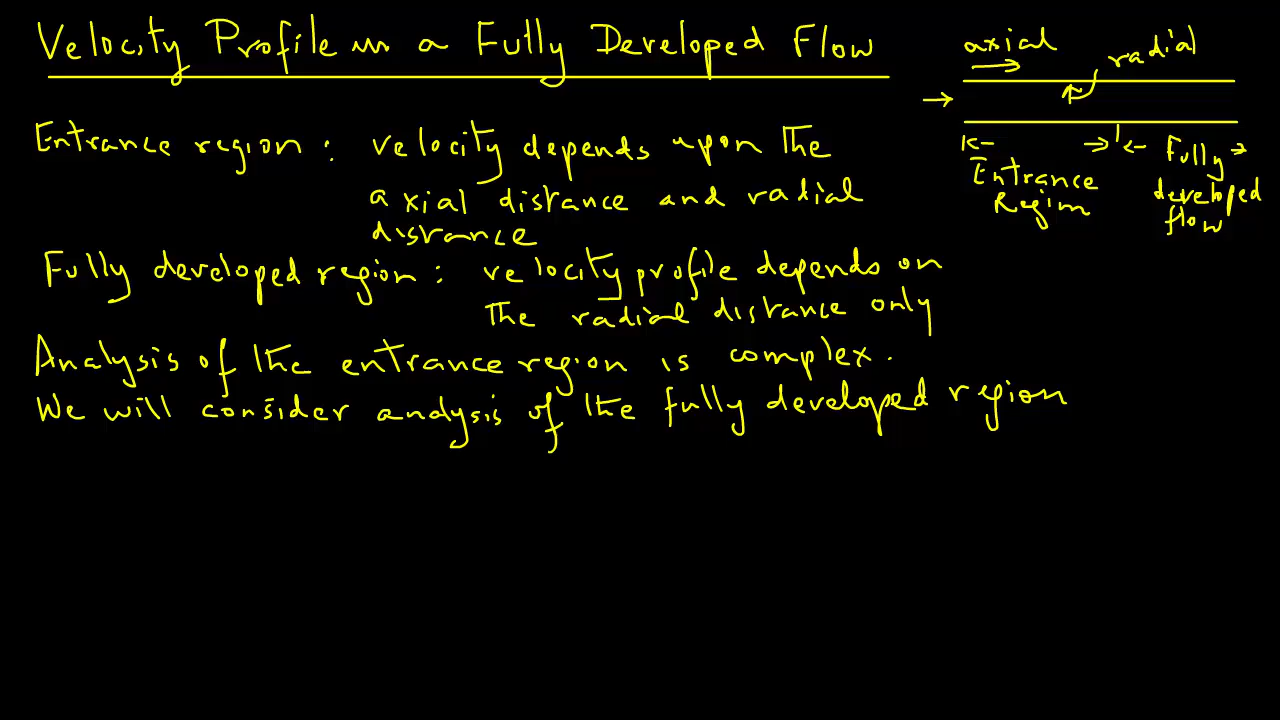 Velocity Profile in a Fully Developed Flow
axial
radial
Entrance region : velocity depends upon the
axial distance and radial
distance
Entrance
Region
Fully
developed
flow
Fully developed region : velocity profile depends on
the radial distance only
Analysis of the entrance region is complex.
We will consider analysis of the fully developed region